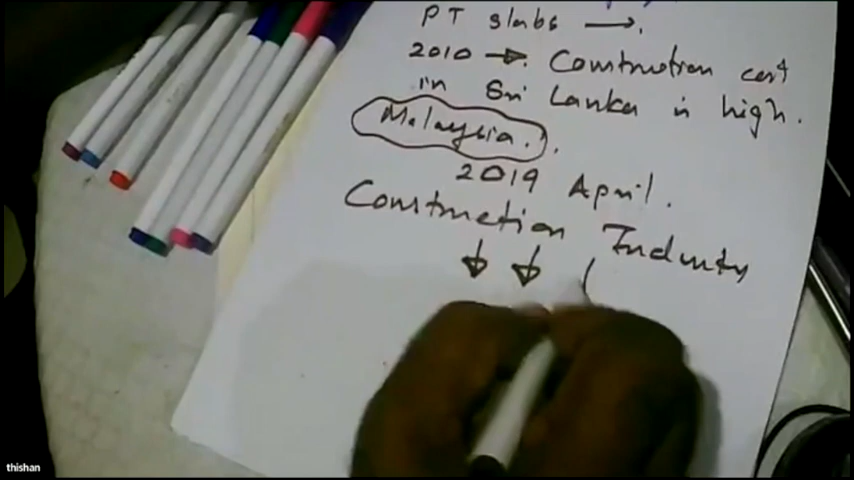 PT slabs →.
2010 → Construction cost
in Sri Lanka is high.
Malaysia.
2019 April.
Construction Industry
↓ ↓ (
thishan